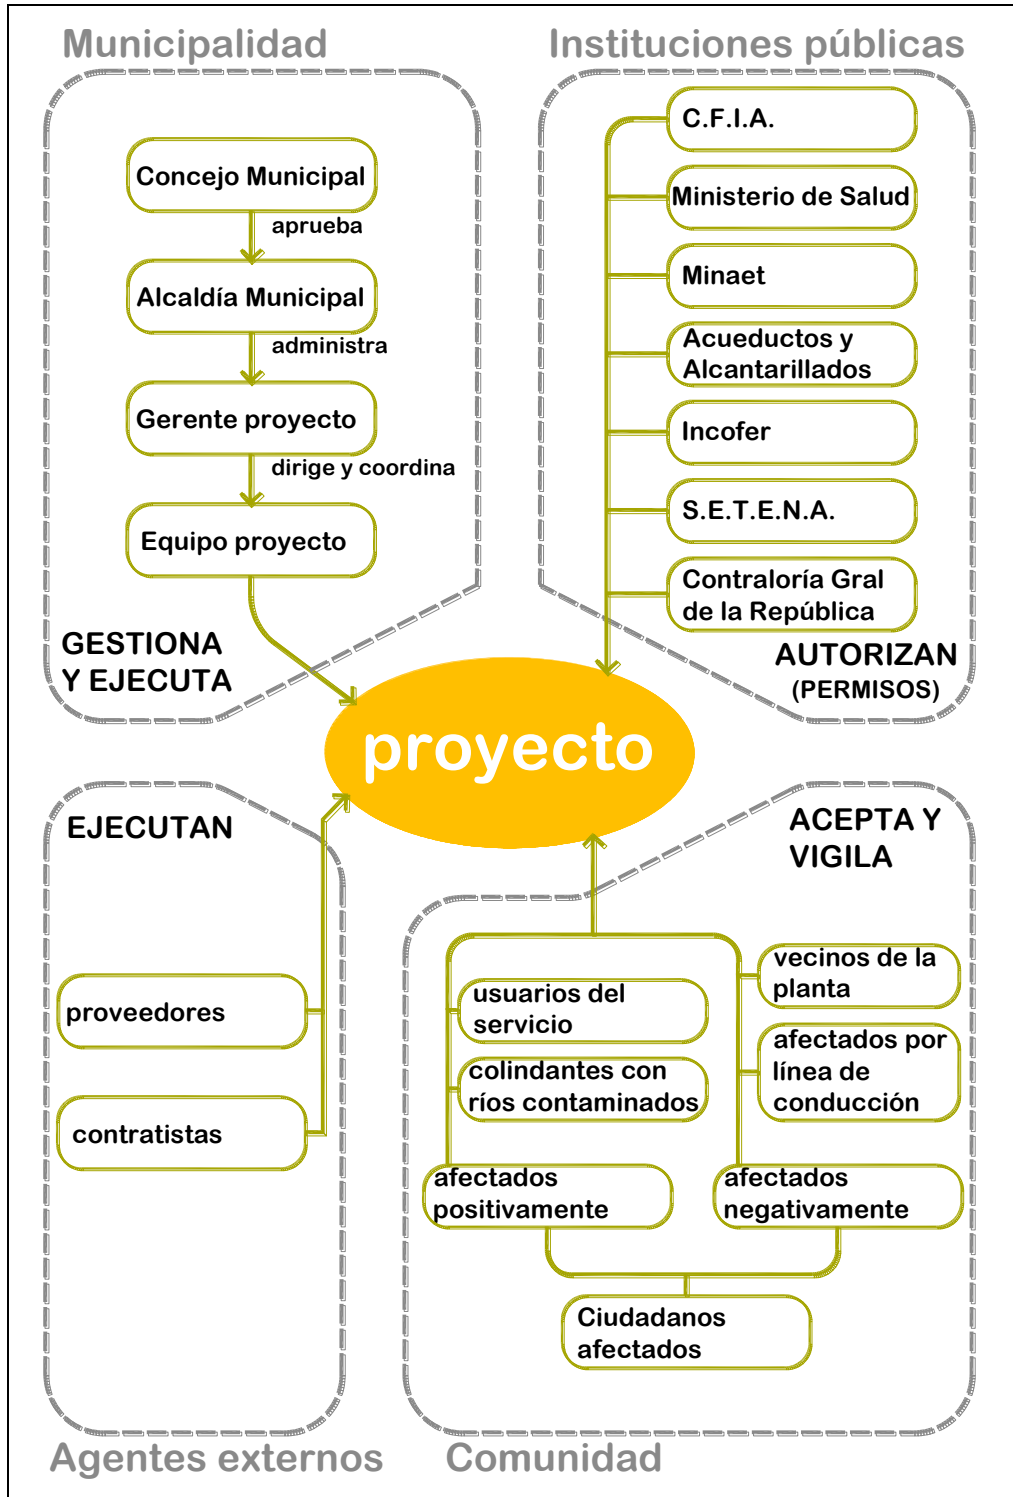 Municipalidad
Concejo Municipal
aprueba
Alcaldía Municipal
administra
Gerente proyecto
dirige y coordina
Equipo proyecto
GESTIONA
Y EJECUTA
Instituciones públicas
C.F.I.A.
Ministerio de Salud
Minaet
Acueductos y
Alcantarillados
Incofer
S.E.T.E.N.A.
Contraloría Gral
de la República
AUTORIZAN
(PERMISOS)
proyecto
EJECUTAN
proveedores
contratistas
Agentes externos
ACEPTA Y
VIGILA
usuarios del
servicio
colindantes con
ríos contaminados
afectados
positivamente
vecinos de la
planta
afectados por
línea de
conducción
afectados
negativamente
Ciudadanos
afectados
Comunidad